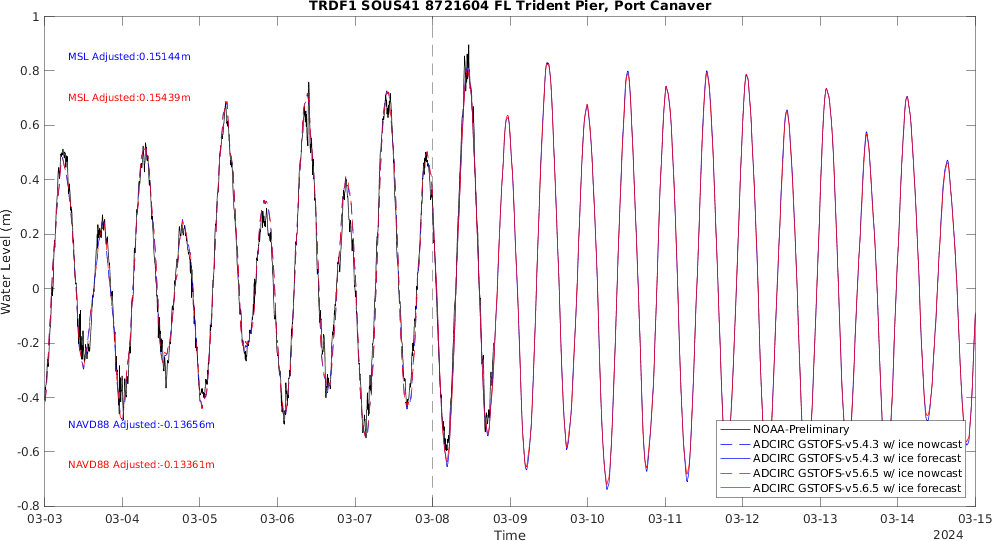 TRDF1 SOUS41 8721604 FL Trident Pier, Port Canaver
1
0.8
0.6
0.4
0.2
0
-0.2
-0.4
-0.6
-0.8
Water Level (m)
MSL Adjusted:0.15144m
MSL Adjusted:0.15439m
NAVD88 Adjusted:-0.13656m
NAVD88 Adjusted:-0.13361m
NOAA-Preliminary
ADCIRC GSTOFS-v5.4.3 w/ ice nowcast
ADCIRC GSTOFS-v5.4.3 w/ ice forecast
ADCIRC GSTOFS-v5.6.5 w/ ice nowcast
ADCIRC GSTOFS-v5.6.5 w/ ice forecast
03-03 03-04 03-05 03-06 03-07 03-08 03-09 03-10 03-11 03-12 03-13 03-14 03-15
Time
2024